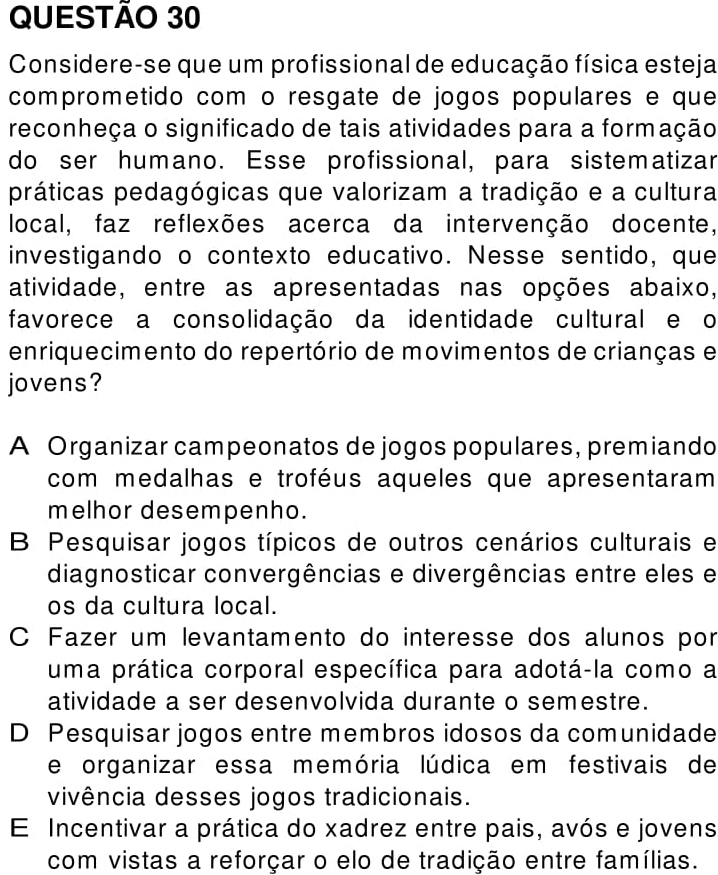 QUESTÃO 30
Considere-se que um profissional de educação física esteja
comprometido com o resgate de jogos populares e que
reconheça o significado de tais atividades para a formação
do ser humano. Esse profissional, para sistematizar
práticas pedagógicas que valorizam a tradição e a cultura
local, faz reflexões acerca da intervenção docente,
investigando o contexto educativo. Nesse sentido, que
atividade, entre as apresentadas nas opções abaixo,
favorece a consolidação da identidade cultural e o
enriquecimento do repertório de movimentos de crianças e
jovens?
A Organizar campeonatos de jogos populares, premiando
com medalhas e troféus aqueles que apresentaram
melhor desempenho.
B Pesquisar jogos típicos de outros cenários culturais e
diagnosticar convergências e divergências entre eles e
os da cultura local.
C Fazer um levantamento do interesse dos alunos por
uma prática corporal específica para adotá-la como a
atividade a ser desenvolvida durante o semestre.
D Pesquisar jogos entre membros idosos da comunidade
e organizar essa memória lúdica em festivais de
vivência desses jogos tradicionais.
E Incentivar a prática do xadrez entre pais, avós e jovens
com vistas a reforçar o elo de tradição entre famílias.